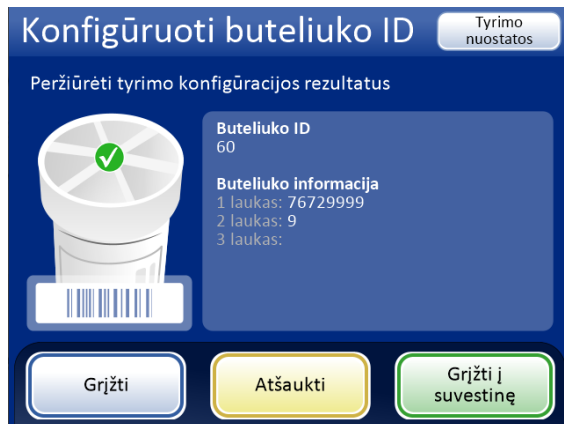 Konfigūruoti buteliuko ID
Tyrimo
nuostatos
Peržiūrėti tyrimo konfigūracijos rezultatus
Buteliuko ID
60
Buteliuko informacija
1 laukas: 76729999
2 laukas: 9
3 laukas:
Grįžti
Atšaukti
Grįžti į
suvestinę